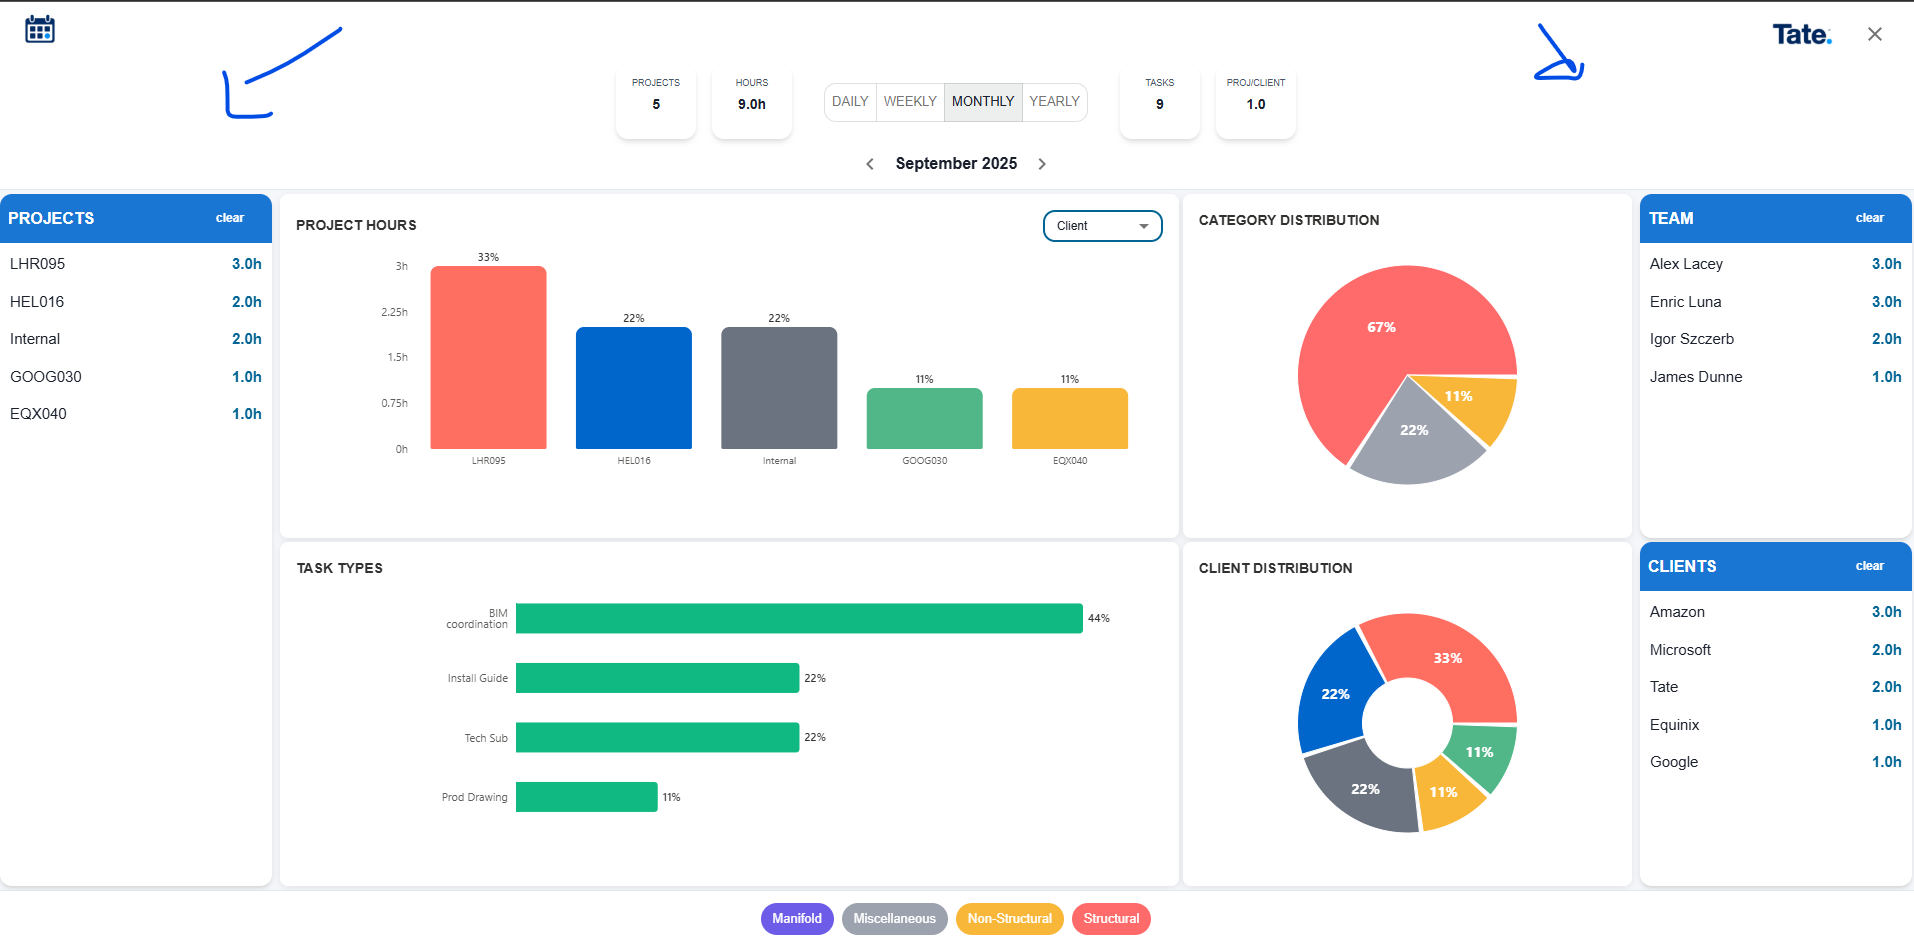 Tate.
PROJECTS
5
HOURS
9.0h
DAILY WEEKLY MONTHLY YEARLY
TASKS
9
PROJ/CLIENT
1.0
September 2025
PROJECTS clear
LHR095 3.0h
HEL016 2.0h
Internal 2.0h
GOOG030 1.0h
EQX040 1.0h
PROJECT HOURS
Client
3h
2.25h
1.5h
0.75h
0h
33%
22%
22%
11%
11%
LHR095 HEL016 Internal GOOG030 EQX040
CATEGORY DISTRIBUTION
67%
11%
22%
TEAM clear
Alex Lacey 3.0h
Enric Luna 3.0h
Igor Szczerb 2.0h
James Dunne 1.0h
TASK TYPES
BIM
coordination 44%
Install Guide 22%
Tech Sub 22%
Prod Drawing 11%
CLIENT DISTRIBUTION
33%
22%
11%
22%
11%
CLIENTS clear
Amazon 3.0h
Microsoft 2.0h
Tate 2.0h
Equinix 1.0h
Google 1.0h
Manifold Miscellaneous Non-Structural Structural